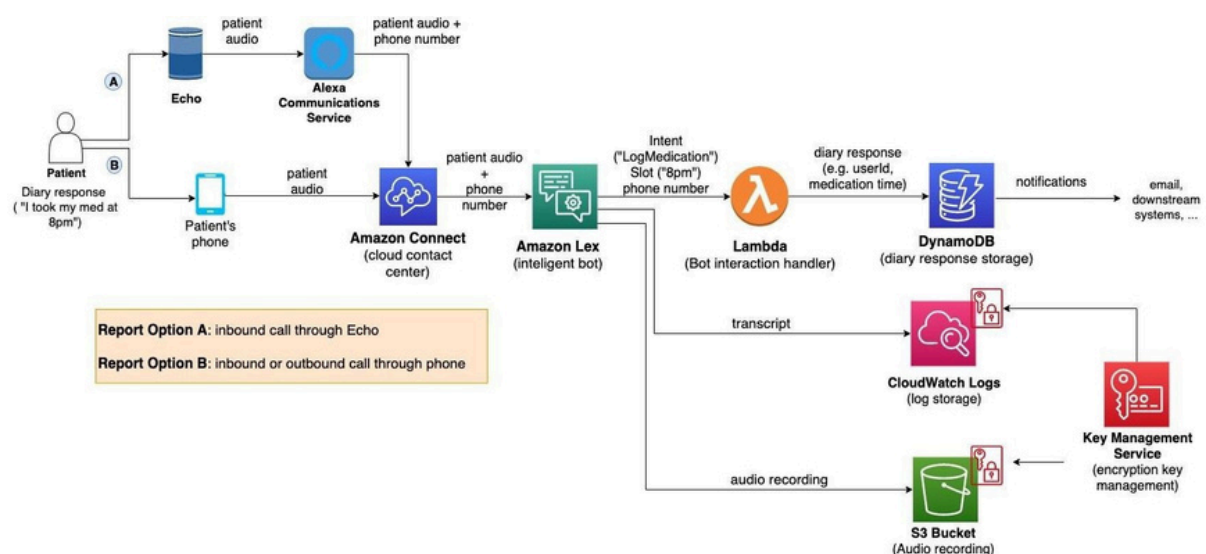 patient
audio
patient audio +
phone number
A
Echo
Alexa
Communications
Service
B
Patient
Diary response
( "I took my med at
8pm")
Patient's
phone
patient
audio
Amazon Connect
(cloud contact
center)
patient audio
+
phone
number
Amazon Lex
(inteligent bot)
Intent
("LogMedication")
Slot ("8pm")
phone number
Lambda
(Bot interaction handler)
diary response
(e.g. userId,
medication time)
DynamoDB
(diary response storage)
notifications
email,
downstream
systems, ...
Report Option A: inbound call through Echo
Report Option B: inbound or outbound call through phone
transcript
CloudWatch Logs
(log storage)
Key Management
Service
(encryption key
management)
audio recording
S3 Bucket
(Audio recording)